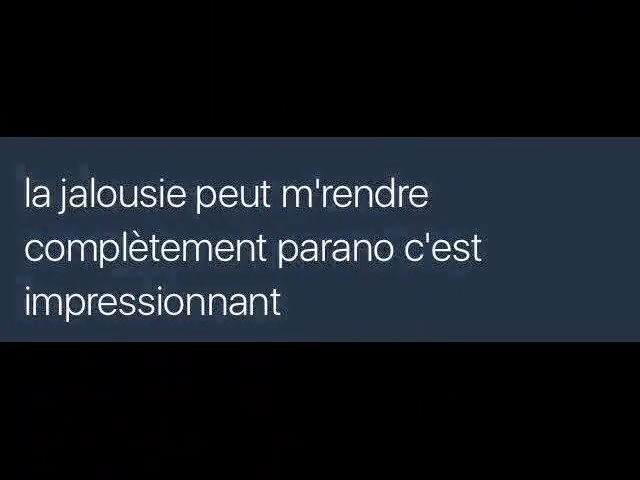 la jalousie peut m'rendre
complètement parano c'est
impressionnant